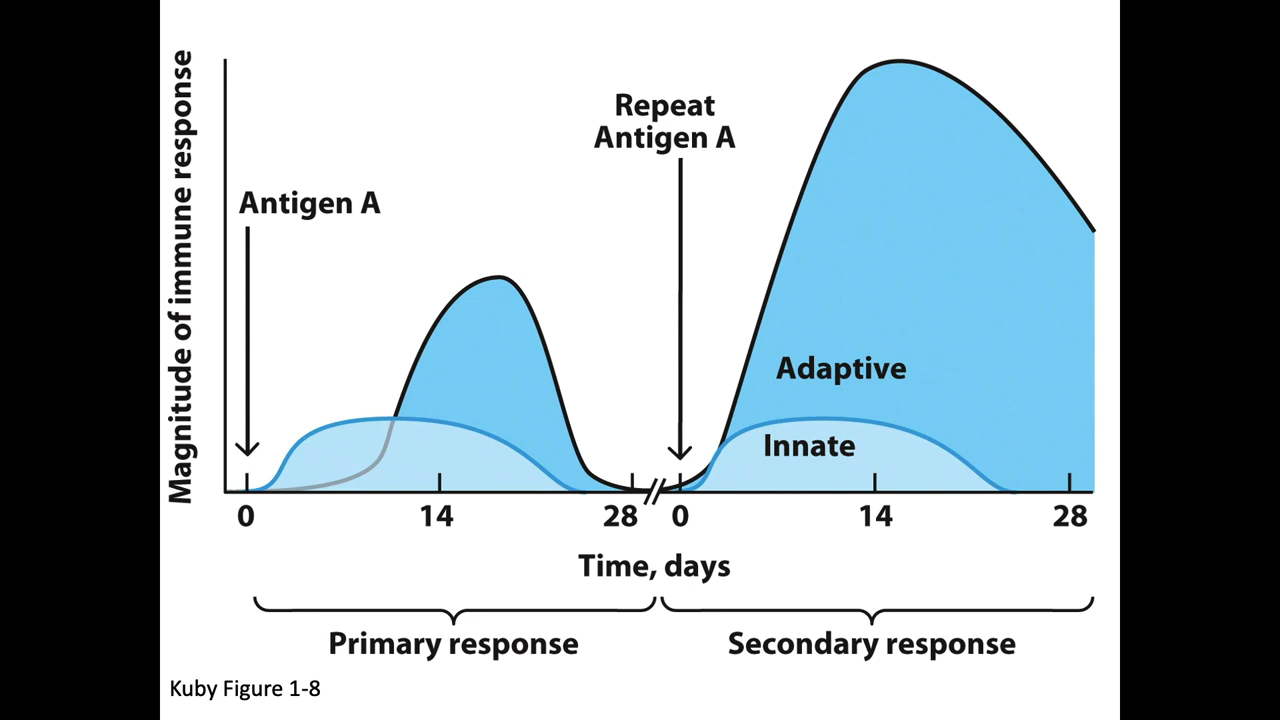 Magnitude of immune response
Antigen A
Repeat
Antigen A
Adaptive
Innate
0 14 28 0 14 28
Time, days
Primary response Secondary response
Kuby Figure 1-8